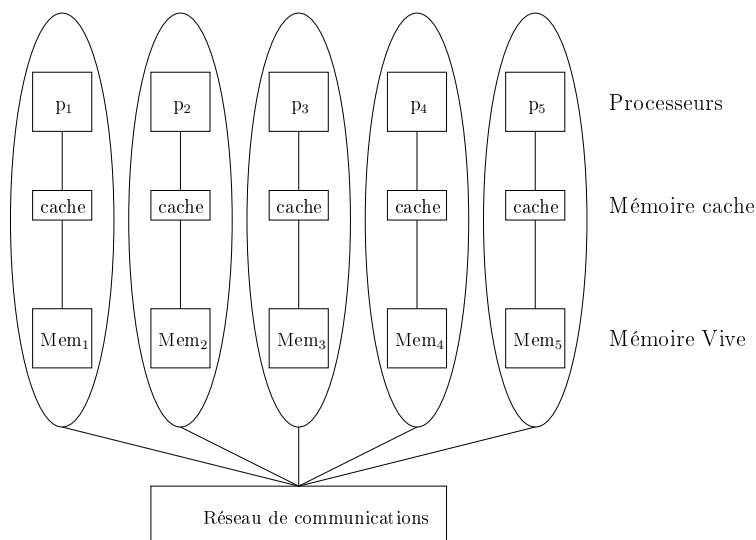 p₁ p₂ p₃ p₄ p₅ Processeurs
cache cache cache cache cache Mémoire cache
Mem₁ Mem₂ Mem₃ Mem₄ Mem₅ Mémoire Vive
Réseau de communications